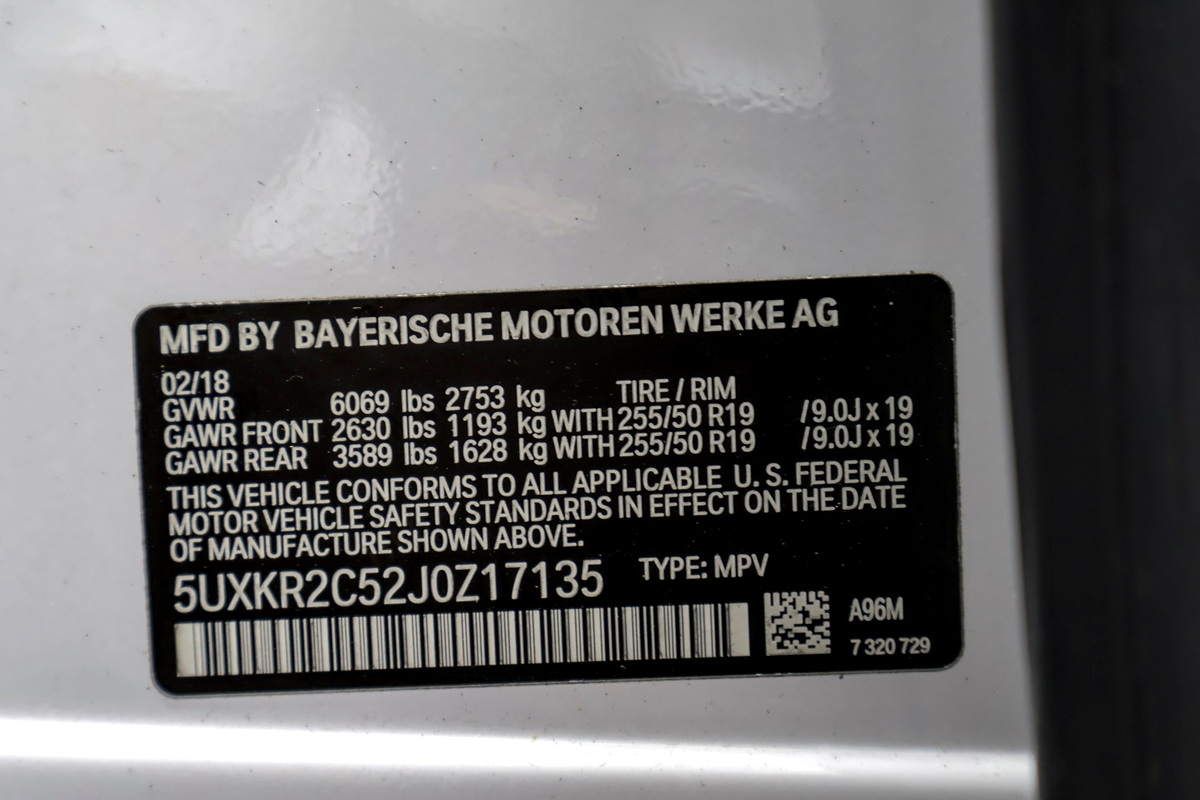 MFD BY BAYERISCHE MOTOREN WERKE AG
02/18 TIRE / RIM
GVWR 6069 lbs 2753 kg
GAWR FRONT 2630 lbs 1193 kg WITH 255/50 R19 /9.0J x 19
GAWR REAR 3589 lbs 1628 kg WITH 255/50 R19 /9.0J x 19
THIS VEHICLE CONFORMS TO ALL APPLICABLE U. S. FEDERAL
MOTOR VEHICLE SAFETY STANDARDS IN EFFECT ON THE DATE
OF MANUFACTURE SHOWN ABOVE.
5UXKR2C52J0Z17135 TYPE: MPV
A96M
7 320 729